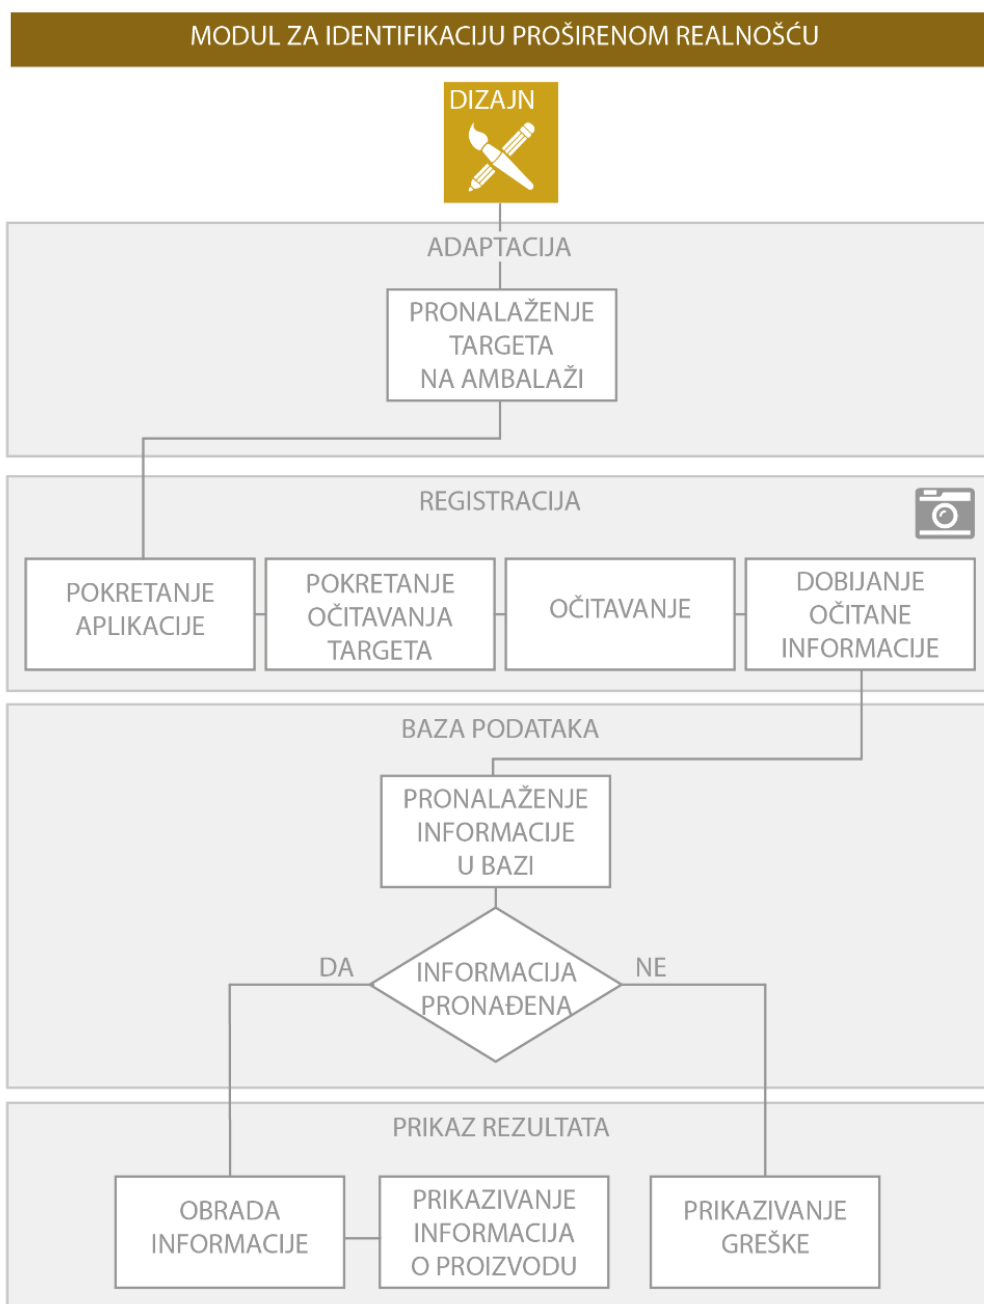 MODUL ZA IDENTIFIKACIJU PROŠIRENOM REALNOŠĆU
DIZAJN
ADAPTACIJA
PRONALAŽENJE
TARGETA
NA AMBALAŽI
REGISTRACIJA
POKRETANJE
APLIKACIJE
POKRETANJE
OČITAVANJA
TARGETA
OČITAVANJE
DOBIJANJE
OČITANE
INFORMACIJE
BAZA PODATAKA
PRONALAŽENJE
INFORMACIJE
U BAZI
DA
INFORMACIJA
PRONAĐENA
NE
PRIKAZ REZULTATA
OBRADA
INFORMACIJE
PRIKAZIVANJE
INFORMACIJA
O PROIZVODU
PRIKAZIVANJE
GREŠKE